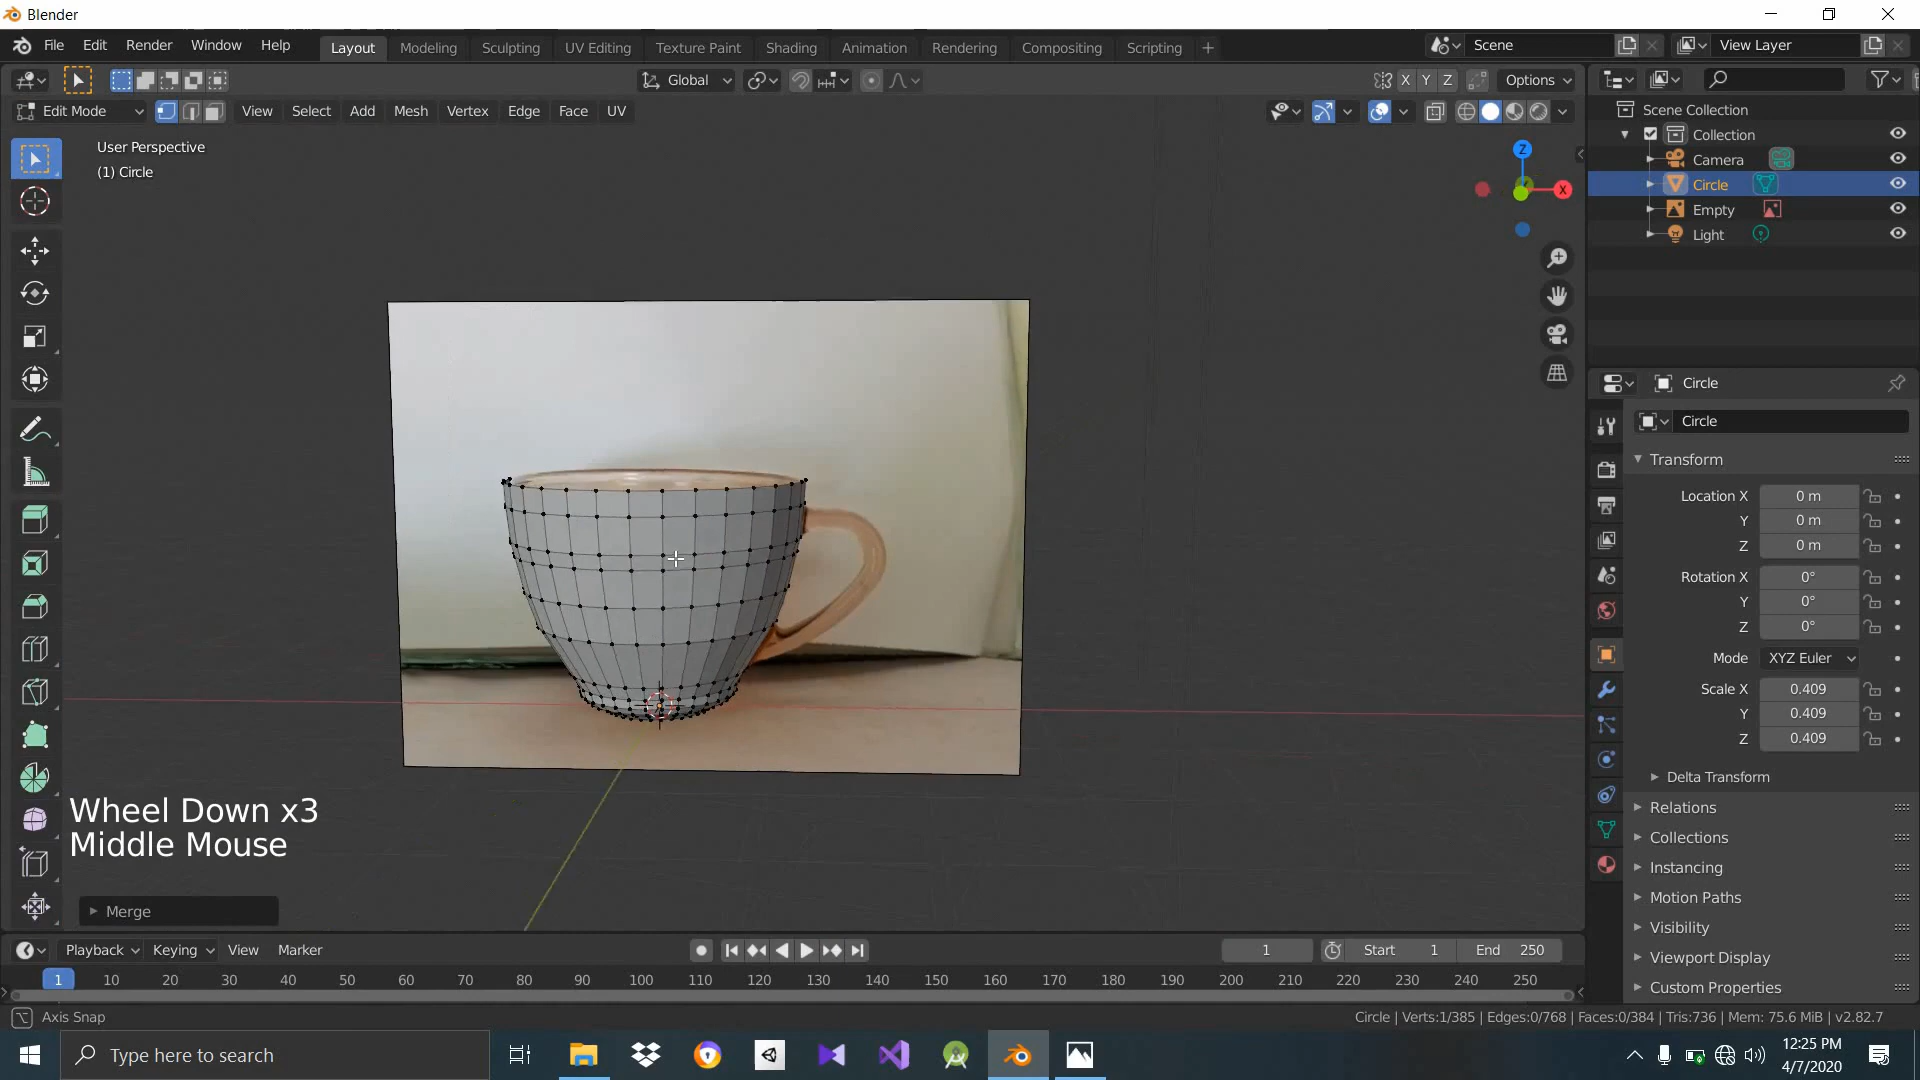 Blender
File Edit Render Window Help
Layout Modeling Sculpting UV Editing Texture Paint Shading Animation Rendering Compositing Scripting +
Scene
View Layer
Global
X Y Z
Options
Edit Mode
View Select Add Mesh Vertex Edge Face UV
User Perspective
(1) Circle
Z
X
Scene Collection
Collection
Camera
Circle
Empty
Light
Circle
Circle
Transform
Location X 0 m
Y 0 m
Z 0 m
Rotation X 0°
Y 0°
Z 0°
Mode XYZ Euler
Scale X 0.409
Y 0.409
Z 0.409
Delta Transform
Relations
Collections
Instancing
Motion Paths
Visibility
Viewport Display
Custom Properties
Wheel Down x3
Middle Mouse
Merge
Playback Keying View Marker
1
Start 1
End 250
1 10 20 30 40 50 60 70 80 90 100 110 120 130 140 150 160 170 180 190 200 210 220 230 240 250
Axis Snap
Circle | Verts:1/385 | Edges:0/768 | Faces:0/384 | Tris:736 | Mem: 75.6 MiB | v2.82.7
Type here to search
12:25 PM
4/7/2020